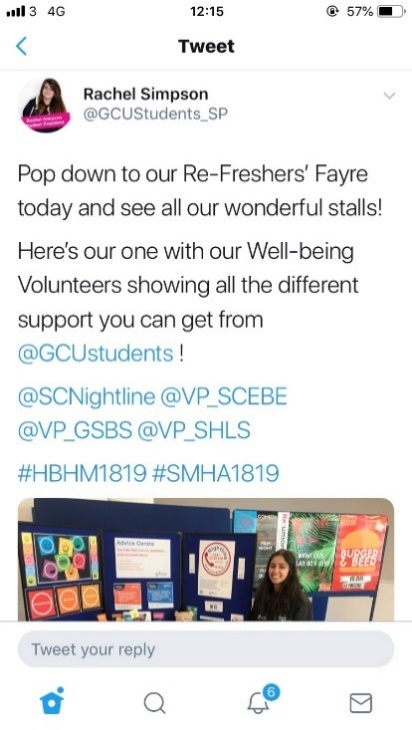 3 4G 12:15 57%
Tweet
Rachel Simpson
@GCUStudents_SP
Pop down to our Re-Freshers' Fayre
today and see all our wonderful stalls!
Here's our one with our Well-being
Volunteers showing all the different
support you can get from
@GCUstudents !
@SCNightline @VP_SCEBE
@VP_GSBS @VP_SHLS
#HBHM1819 #SMHA1819
Advice Centre
BURGER
& BEER
Tweet your reply
6